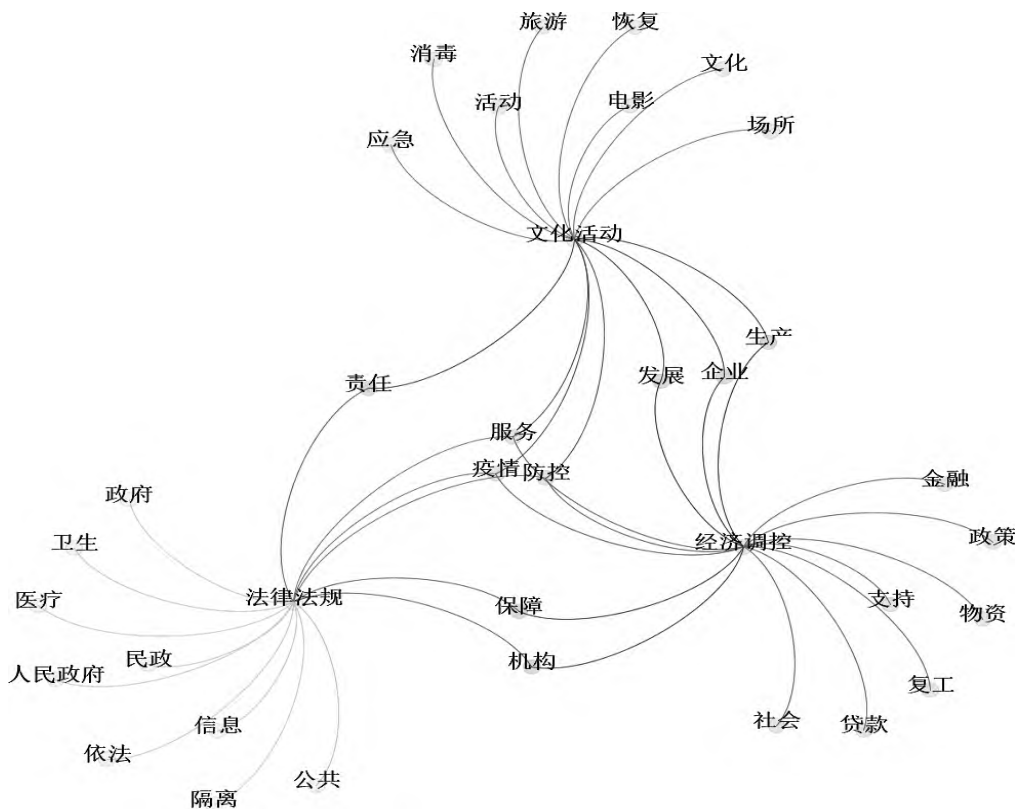 旅游
恢复
消毒
文化
活动
电影
应急
场所
文化活动
生产
责任
发展
企业
服务
疫情
防控
金融
政府
卫生
经济调控
政策
医疗
法律法规
保障
支持
物资
人民政府
民政
机构
复工
依法
信息
社会
贷款
隔离
公共